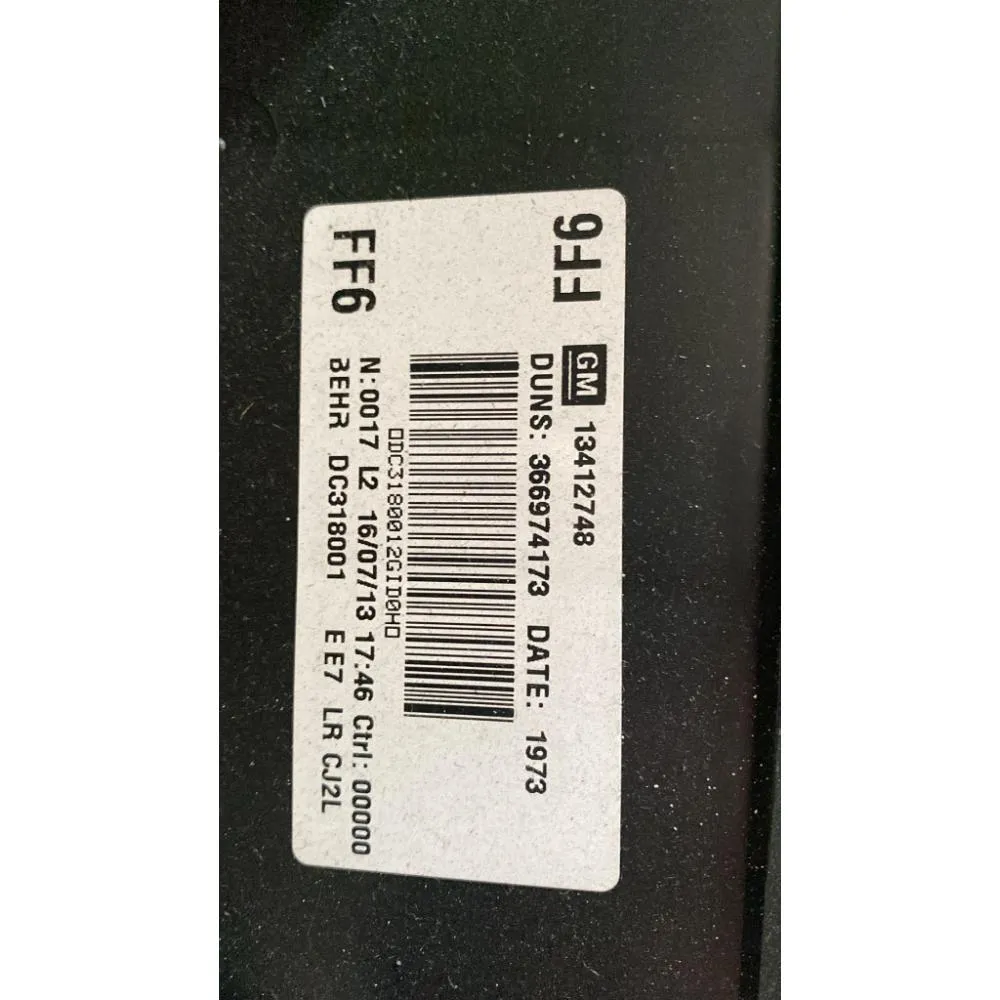 FF6
GM 13412748
DUNS: 366974173 DATE: 1973
□DC3180012GID0H□
N:0017 L2 16/07/13 17:46 Ctrl: 00000
BEHR DC318001 E E7 LR CJ2L
FF6